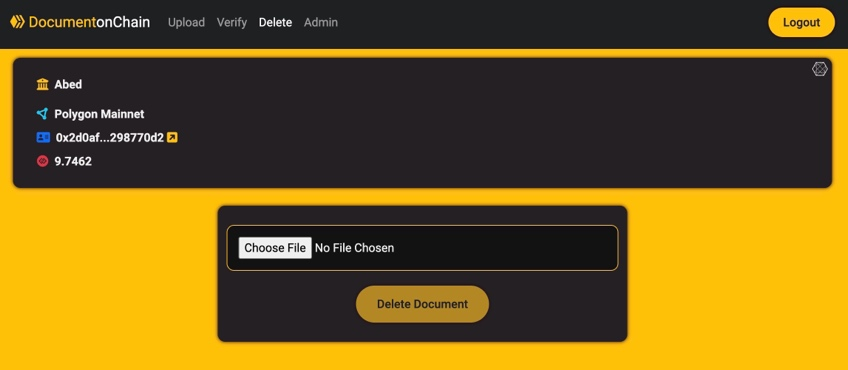 DocumentonChain Upload Verify Delete Admin Logout
Abed
Polygon Mainnet
0x2d0af...298770d2
9.7462
Choose File No File Chosen
Delete Document